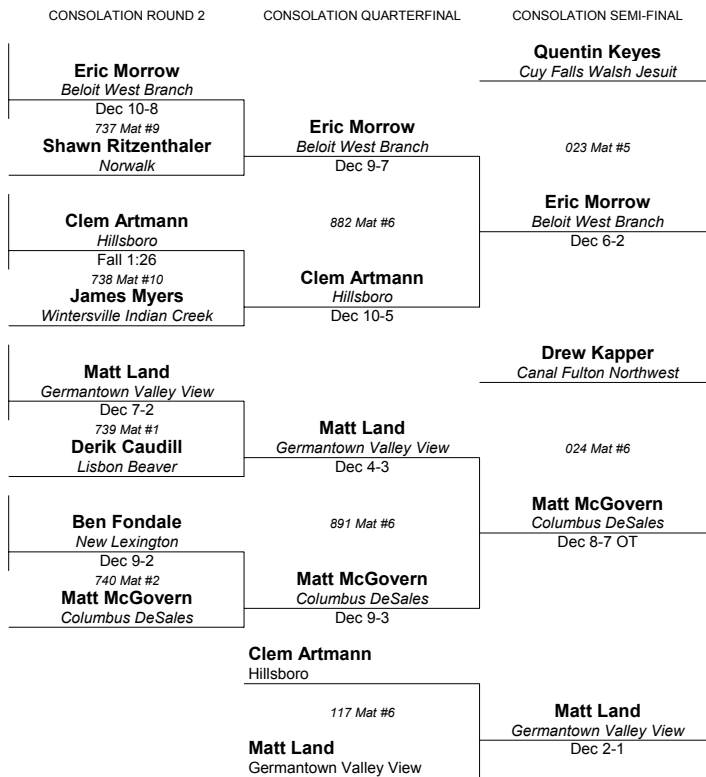 CONSOLATION ROUND 2
CONSOLATION QUARTERFINAL
CONSOLATION SEMI-FINAL
Eric Morrow
Beloit West Branch
Dec 10-8
737 Mat #9
Shawn Ritzenthaler
Norwalk
Clem Artmann
Hillsboro
Fall 1:26
738 Mat #10
James Myers
Wintersville Indian Creek
Matt Land
Germantown Valley View
Dec 7-2
739 Mat #1
Derik Caudill
Lisbon Beaver
Ben Fondale
New Lexington
Dec 9-2
740 Mat #2
Matt McGovern
Columbus DeSales
Eric Morrow
Beloit West Branch
Dec 9-7
882 Mat #6
Clem Artmann
Hillsboro
Dec 10-5
Matt Land
Germantown Valley View
Dec 4-3
891 Mat #6
Matt McGovern
Columbus DeSales
Dec 9-3
Clem Artmann
Hillsboro
117 Mat #6
Matt Land
Germantown Valley View
Quentin Keyes
Cuy Falls Walsh Jesuit
023 Mat #5
Eric Morrow
Beloit West Branch
Dec 6-2
Drew Kapper
Canal Fulton Northwest
024 Mat #6
Matt McGovern
Columbus DeSales
Dec 8-7 OT
Matt Land
Germantown Valley View
Dec 2-1